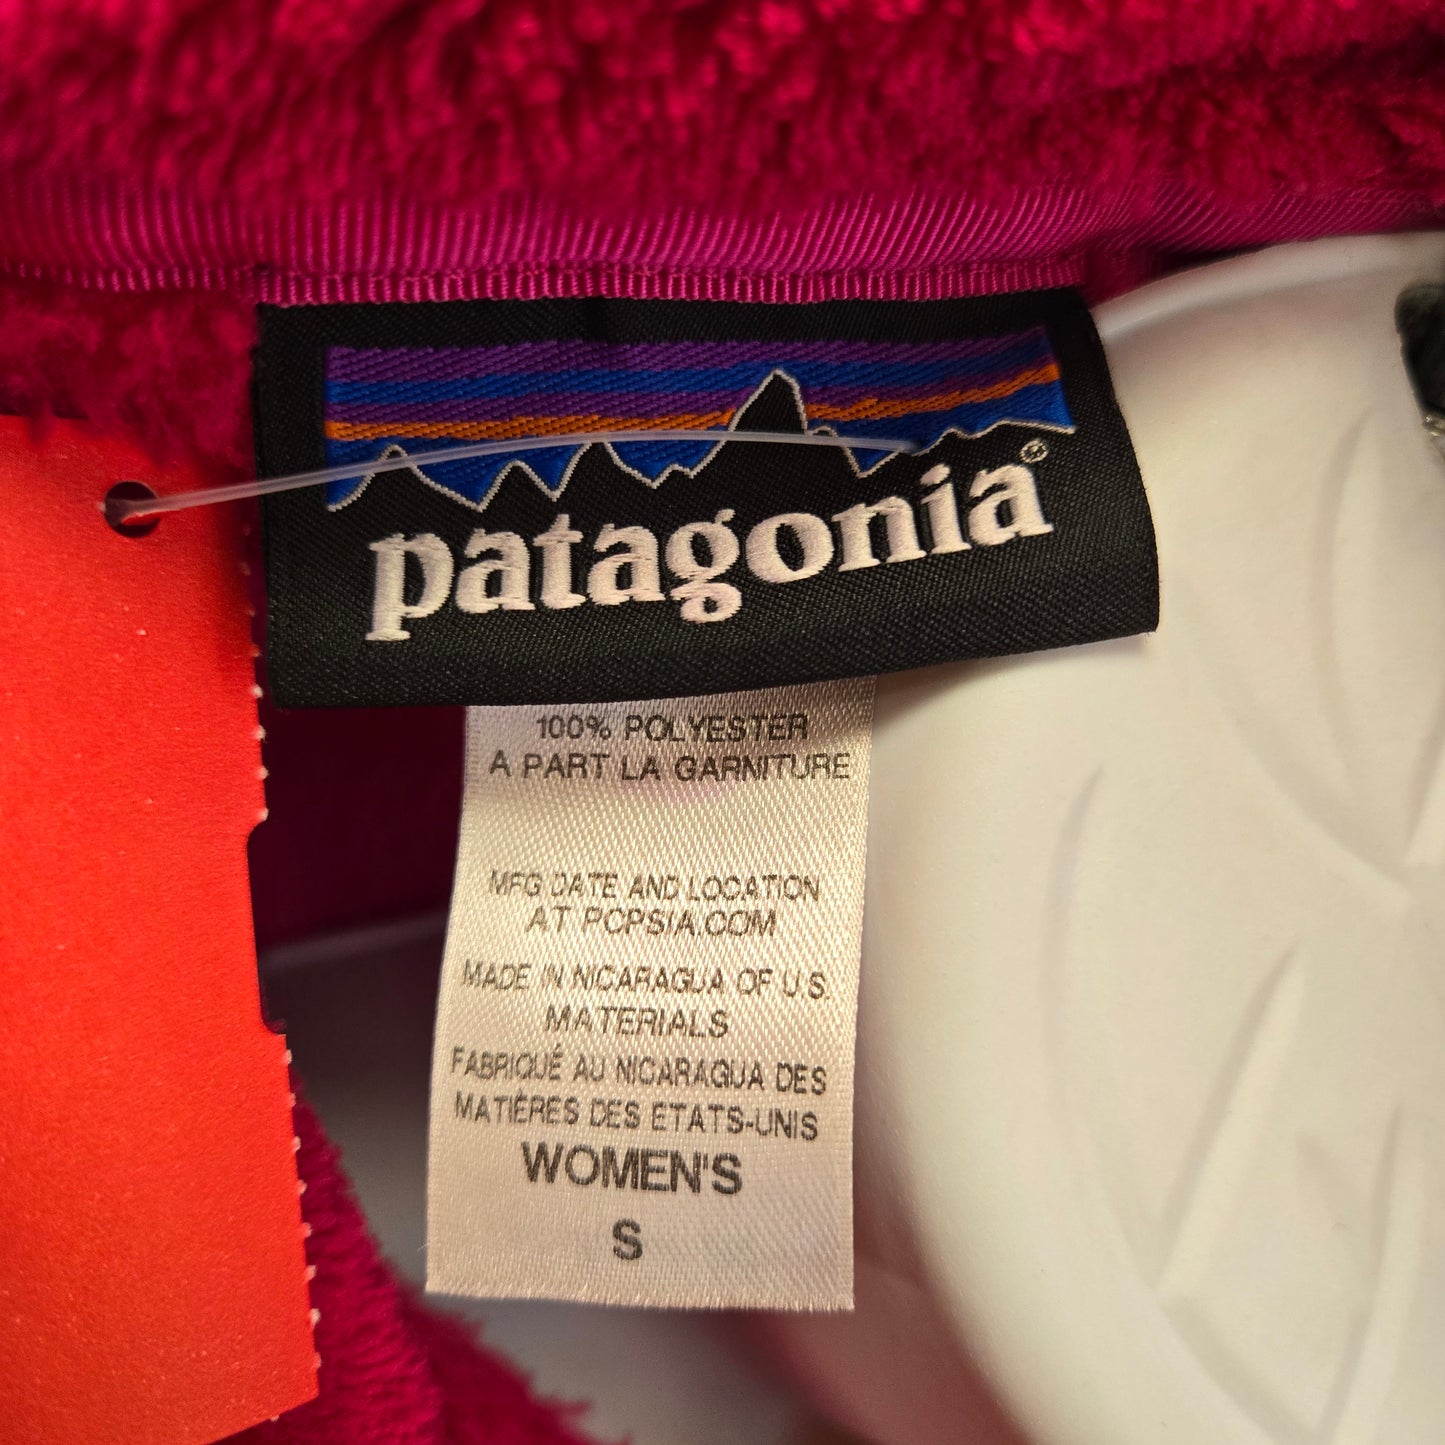 patagonia®
100% POLYESTER
A PART LA GARNITURE
MFG DATE AND LOCATION
AT PCPSIA.COM
MADE IN NICARAGUA OF U.S.
MATERIALS
FABRIQUÉ AU NICARAGUA DES
MATIÈRES DES ETATS-UNIS
WOMEN'S
S